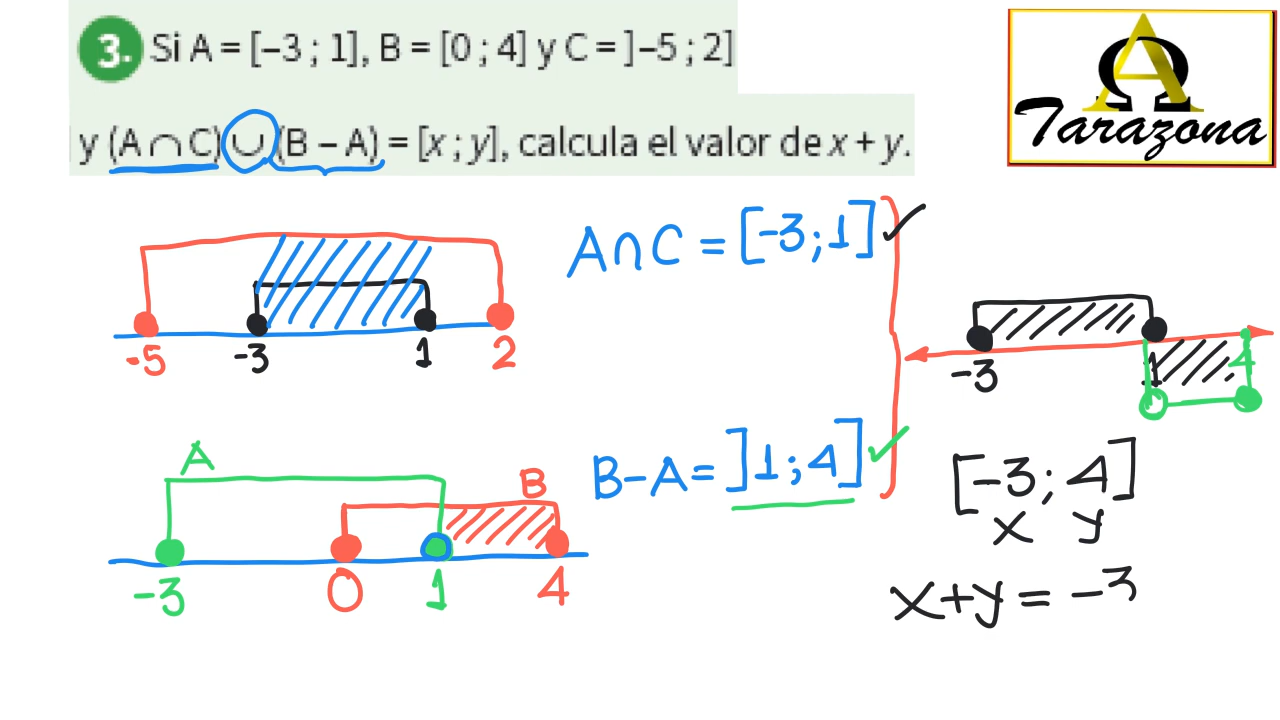 3. Si A = [–3 ; 1], B = [0 ; 4] y C = ]–5 ; 2]
y (A ∩ C) ∪ (B – A) = [x ; y], calcula el valor de x + y.
AΩ
Tarazona
A∩C = [-3;1]
-5 -3 1 2
-3 1 4
B-A= ]1;4]
A B
-3 0 1 4
[-3; 4]
x y
x+y = -3